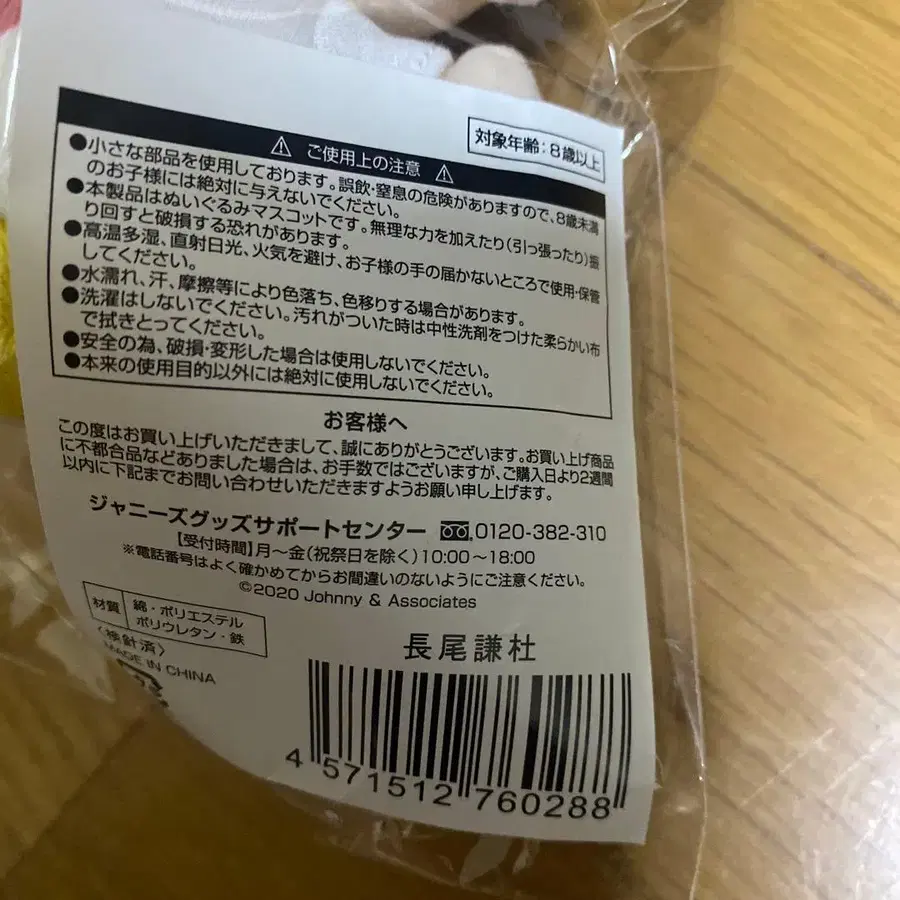 対象年齢:8歳以上
⚠ ご使用上の注意 ⚠
●小さな部品を使用しております。誤飲・窒息の危険がありますので、8歳未満
のお子様には絶対に与えないでください。
●本製品はぬいぐるみマスコットです。無理な力を加えたり(引っ張ったり)振
り回すと破損する恐れがあります。
●高温多湿、直射日光、火気を避け、お子様の手の届かないところで使用・保管
してください。
●水濡れ、汗、摩擦等により色落ち、色移りする場合があります。
●洗濯はしないでください。汚れがついた時は中性洗剤をつけた柔らかい布
で拭きとってください。
●安全の為、破損・変形した場合は使用しないでください。
●本来の使用目的以外には絶対に使用しないでください。
お客様へ
この度はお買い上げいただきまして、誠にありがとうございます。お買い上げ商品
に不都合品などありました場合は、お手数ではございますが、ご購入日より2週間
以内に下記までお問い合わせいただきますようお願い申し上げます。
ジャニーズグッズサポートセンター 0120-382-310
【受付時間】月~金(祝祭日を除く)10:00~18:00
※電話番号はよく確かめてからお間違いのないようにご注意ください。
©2020 Johnny & Associates
材質 綿・ポリエステル
ポリウレタン・鉄
〈検針済〉
MADE IN CHINA
長尾謙杜
4 571512 760288